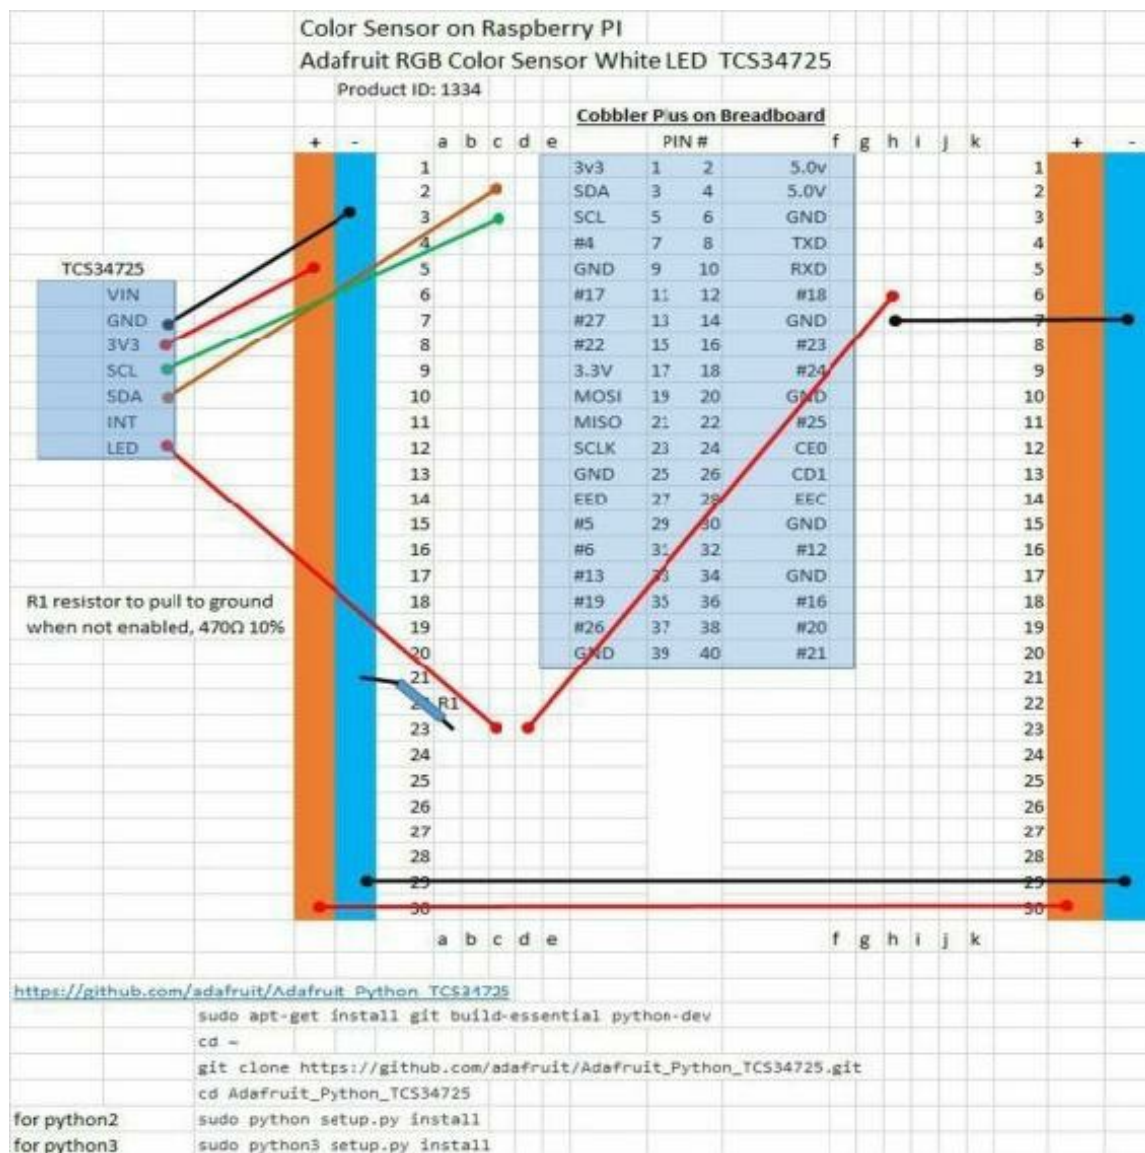 Color Sensor on Raspberry PI
Adafruit RGB Color Sensor White LED TCS34725
Product ID: 1334
Cobbler Plus on Breadboard
+ - a b c d e PIN # f g h i j k + -
1 3v3 1 2 5.0v 1
2 SDA 3 4 5.0V 2
3 SCL 5 6 GND 3
4 #4 7 8 TXD 4
TCS34725 5 GND 9 10 RXD 5
VIN 6 #17 11 12 #18 6
GND 7 #27 13 14 GND 7
3V3 8 #22 15 16 #23 8
SCL 9 3.3V 17 18 #24 9
SDA 10 MOSI 19 20 GND 10
INT 11 MISO 21 22 #25 11
LED 12 SCLK 23 24 CE0 12
13 GND 25 26 CD1 13
14 EED 27 28 EEC 14
15 #5 29 30 GND 15
16 #6 31 32 #12 16
17 #13 33 34 GND 17
R1 resistor to pull to ground 18 #19 35 36 #16 18
when not enabled, 470Ω 10% 19 #26 37 38 #20 19
20 GND 39 40 #21 20
21 21
R1 22
23 23
24 24
25 25
26 26
27 27
28 28
29 29
30 30
a b c d e f g h i j k
https://github.com/adafruit/Adafruit_Python_TCS34725
sudo apt-get install git build-essential python-dev
cd ~
git clone https://github.com/adafruit/Adafruit_Python_TCS34725.git
cd Adafruit_Python_TCS34725
for python2 sudo python setup.py install
for python3 sudo python3 setup.py install